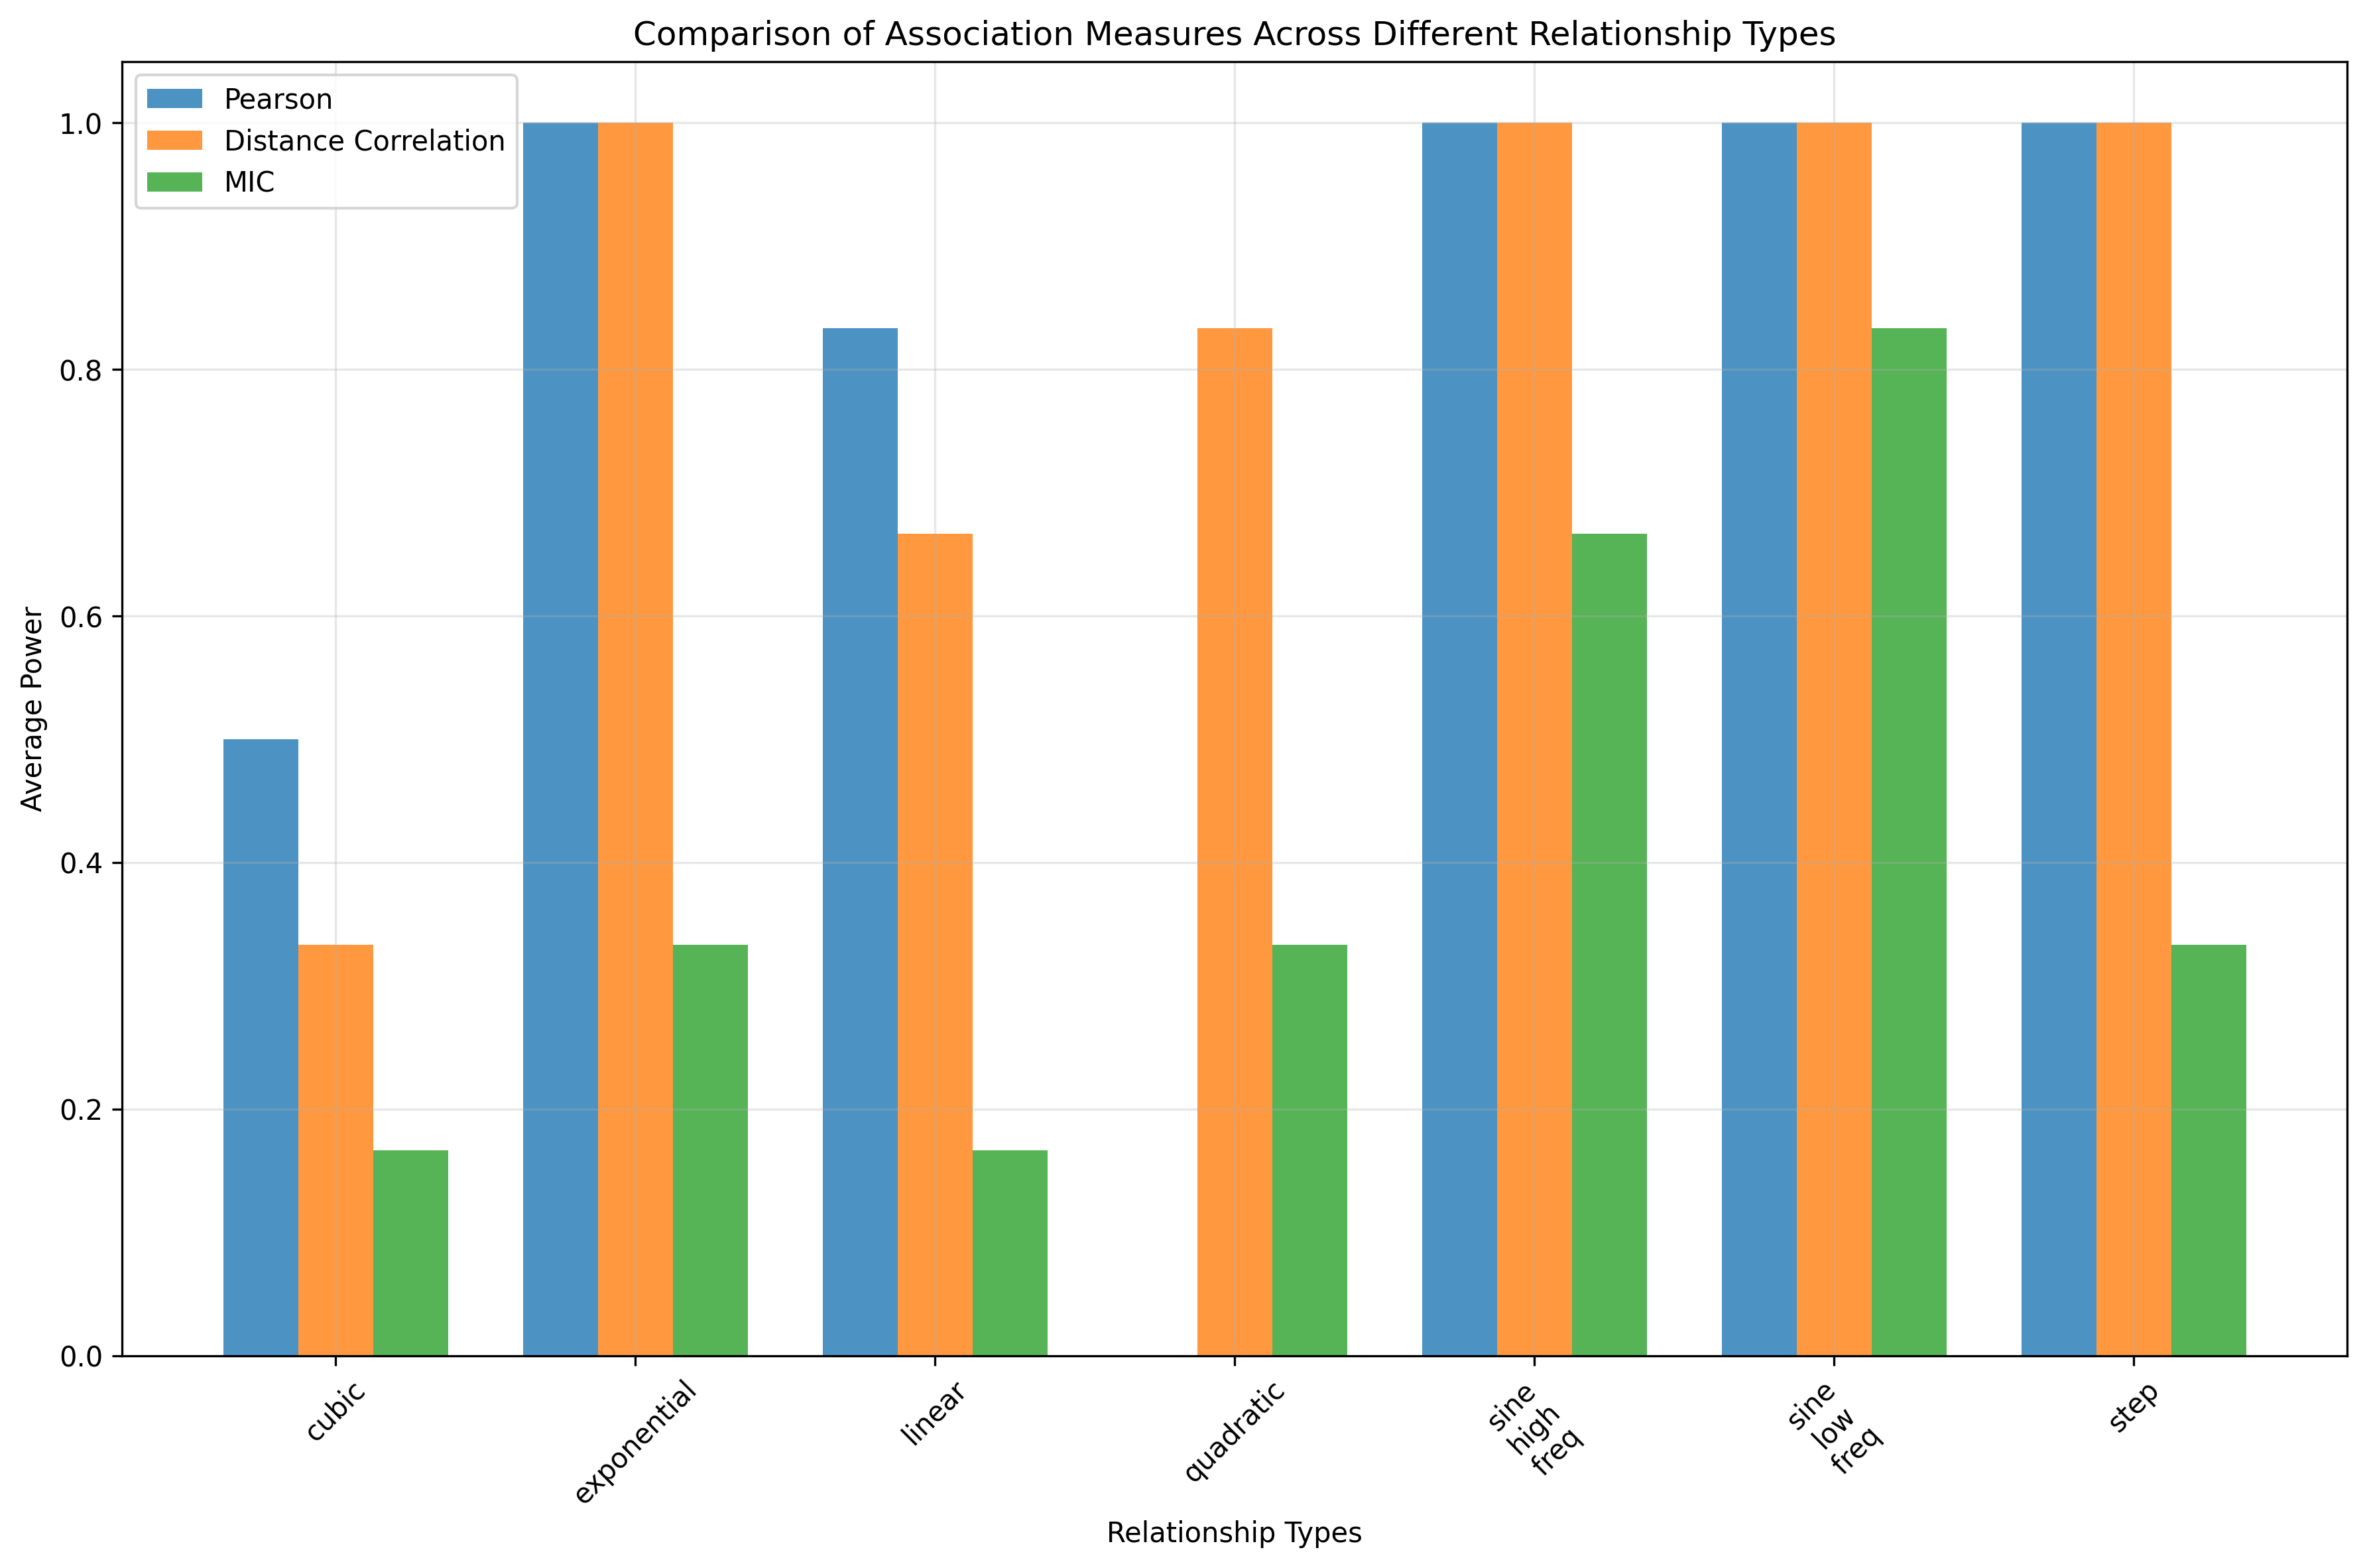 Comparison of Association Measures Across Different Relationship Types
Pearson
Distance Correlation
MIC
1.0
0.8
0.6
0.4
0.2
0.0
Average Power
cubic
exponential
linear
quadratic
sine
high
freq
sine
low
freq
step
Relationship Types